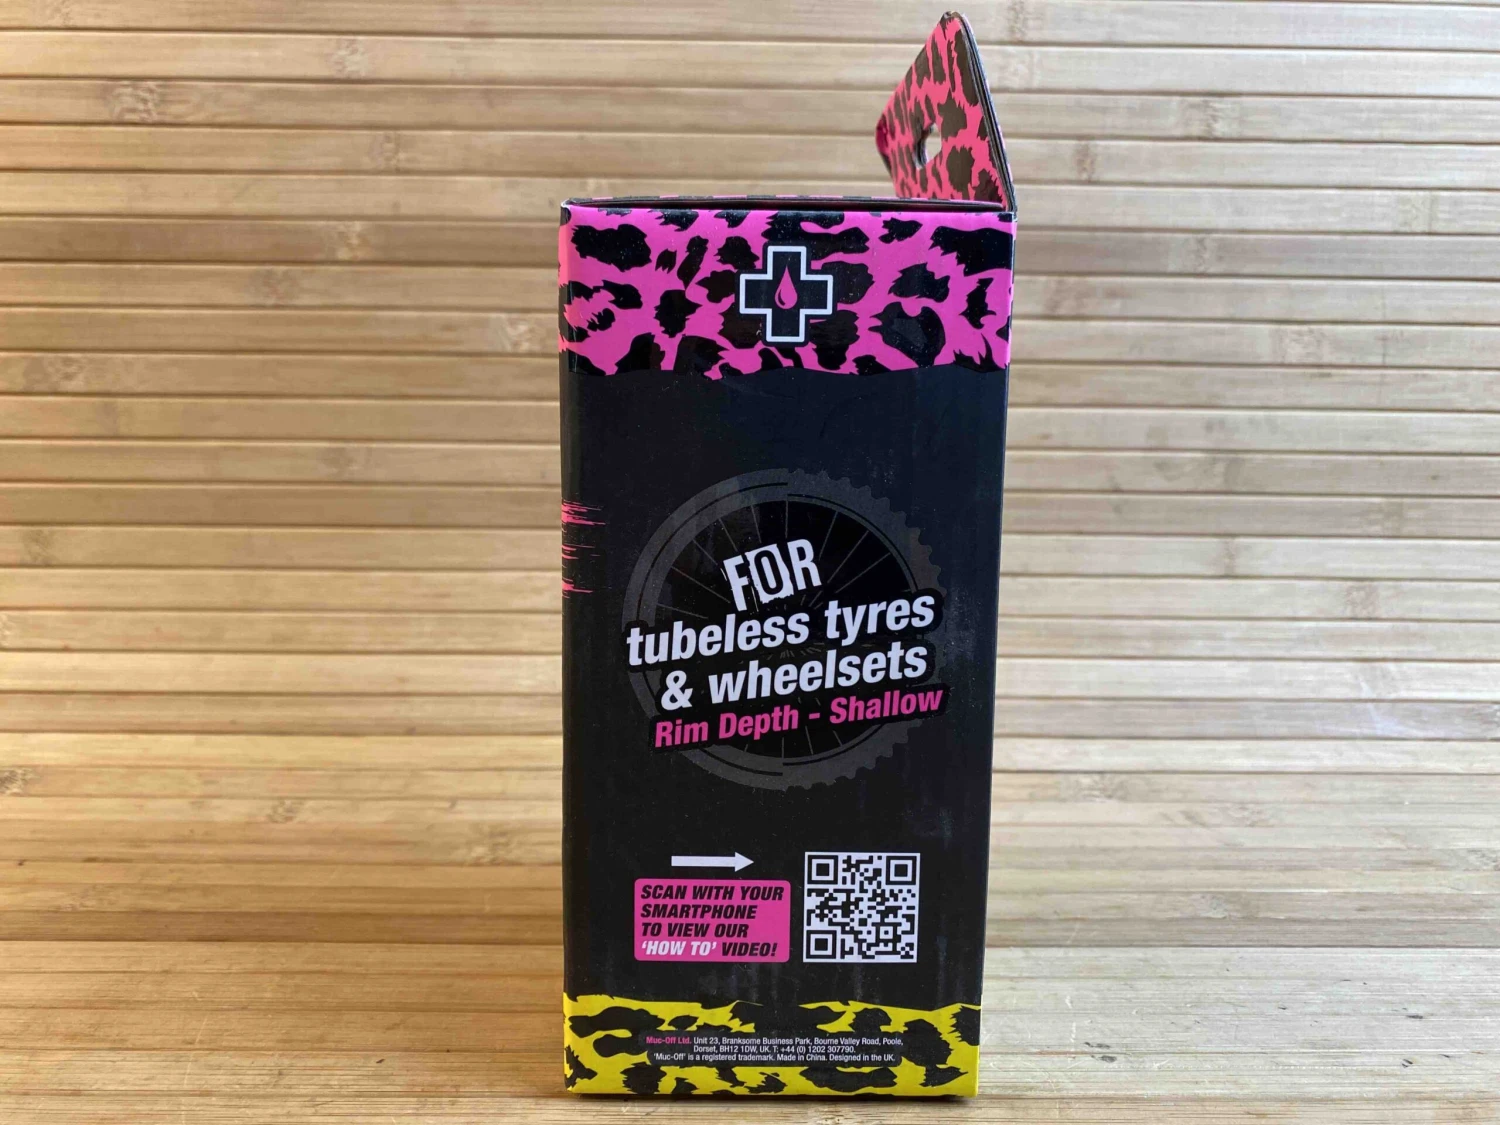 FOR
tubeless tyres
& wheelsets
Rim Depth - Shallow
SCAN WITH YOUR
SMARTPHONE
TO VIEW OUR
‘HOW TO’ VIDEO!
Muc-Off Ltd. Unit 23, Branksome Business Park, Bourne Valley Road, Poole,
Dorset, BH12 1DW, UK. T: +44 (0) 1202 307790.
‘Muc-Off’ is a registered trademark. Made in China. Designed in the UK.